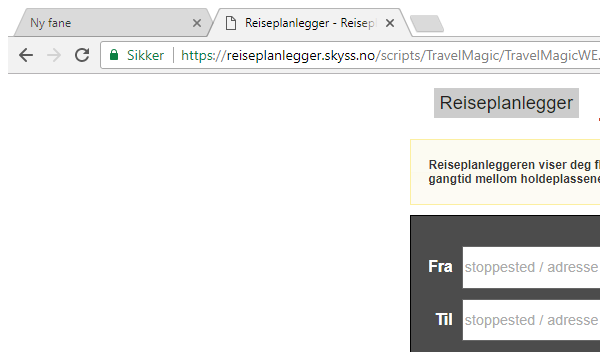 Ny fane
Reiseplanlegger - Reisep
Sikker
https://reiseplanlegger.skyss.no/scripts/TravelMagic/TravelMagicWE.
Reiseplanlegger
Reiseplanleggeren viser deg f
gangtid mellom holdeplassene
Fra
stoppested / adresse
Til
stoppested / adresse